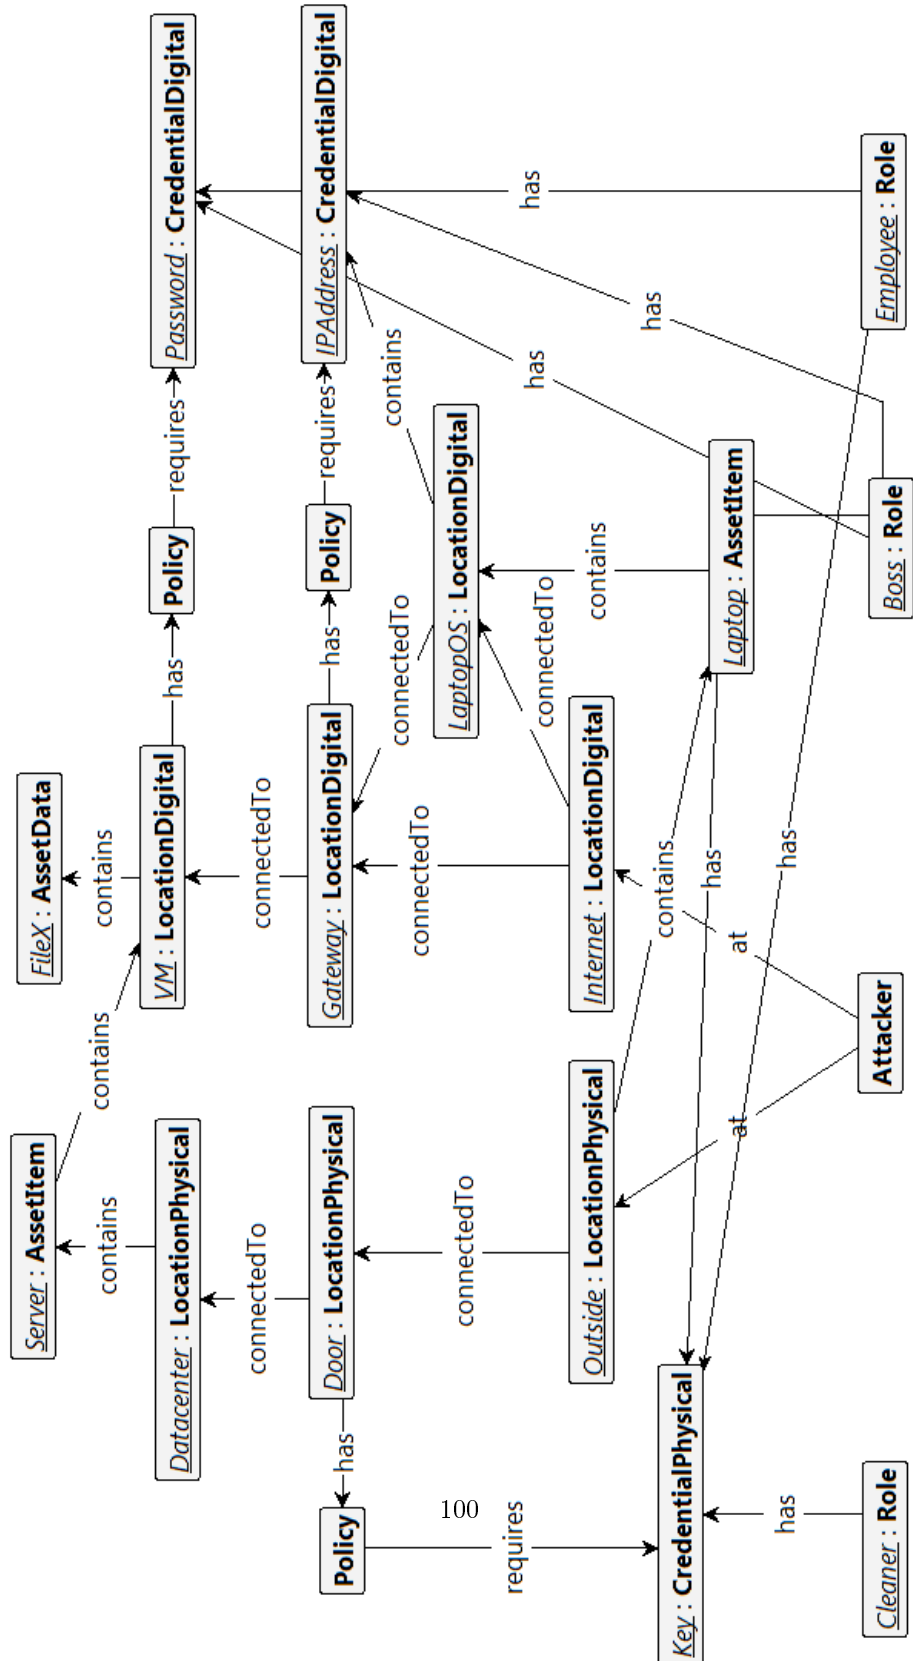 Server : AssetItem
FileX : AssetData
contains
contains
contains
Datacenter : LocationPhysical
VM : LocationDigital
has
Policy
requires
Password : CredentialDigital
connectedTo
connectedTo
Policy
has
Door : LocationPhysical
Gateway : LocationDigital
has
Policy
requires
IPAddress : CredentialDigital
connectedTo
connectedTo
connectedTo
contains
LaptopOS : LocationDigital
requires
100
connectedTo
contains
has
has
Outside : LocationPhysical
Internet : LocationDigital
contains
has
has
Key : CredentialPhysical
at
at
Laptop : AssetItem
has
has
Cleaner : Role
Attacker
Boss : Role
Employee : Role